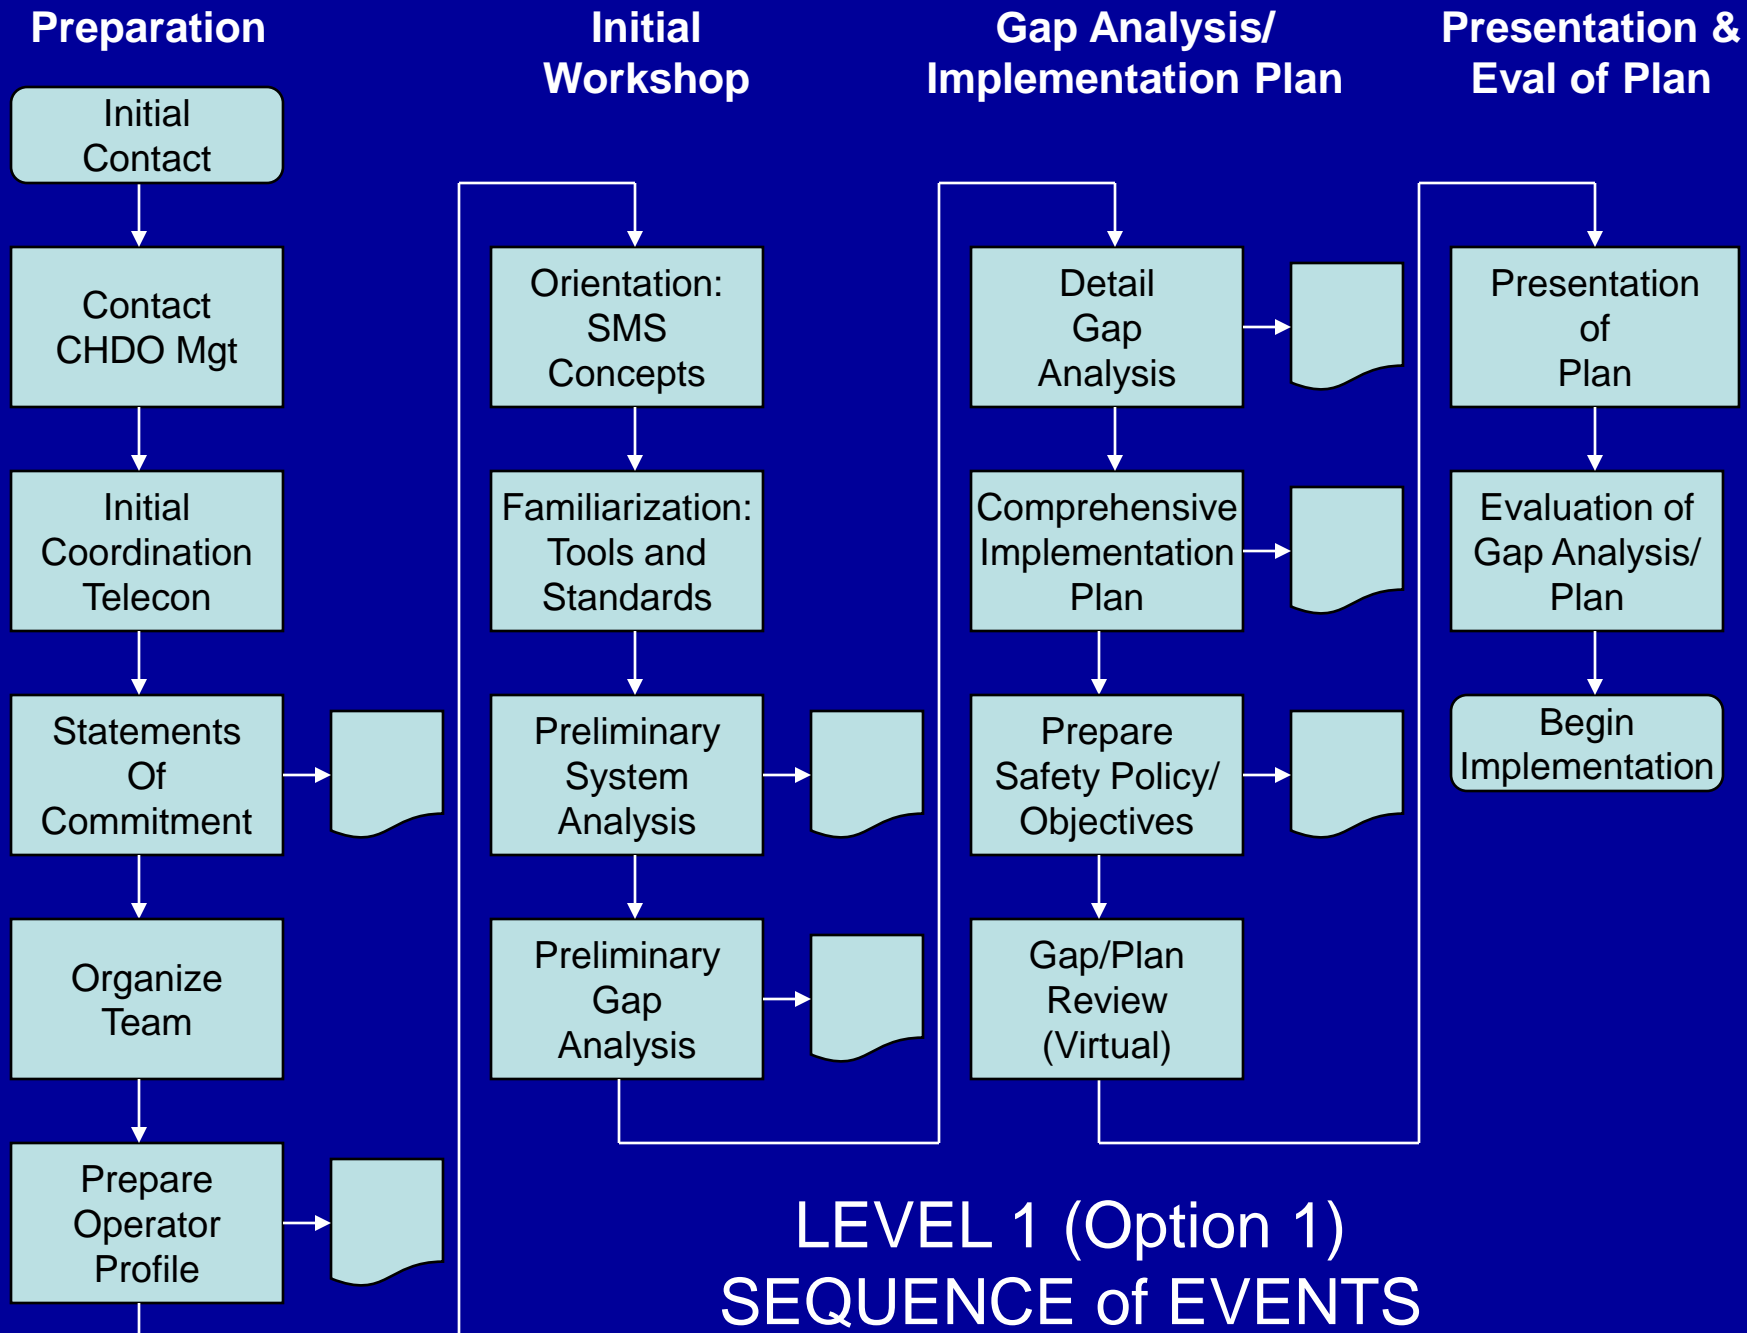 Preparation
Initial
Contact
Contact
CHDO Mgt
Initial
Coordination
Telecon
Statements
Of
Commitment
Organize
Team
Prepare
Operator
Profile
Initial
Workshop
Orientation:
SMS
Concepts
Familiarization:
Tools and
Standards
Preliminary
System
Analysis
Preliminary
Gap
Analysis
Gap Analysis/
Implementation Plan
Detail
Gap
Analysis
Comprehensive
Implementation
Plan
Prepare
Safety Policy/
Objectives
Gap/Plan
Review
(Virtual)
Presentation &
Eval of Plan
Presentation
of
Plan
Evaluation of
Gap Analysis/
Plan
Begin
Implementation
LEVEL 1 (Option 1)
SEQUENCE of EVENTS